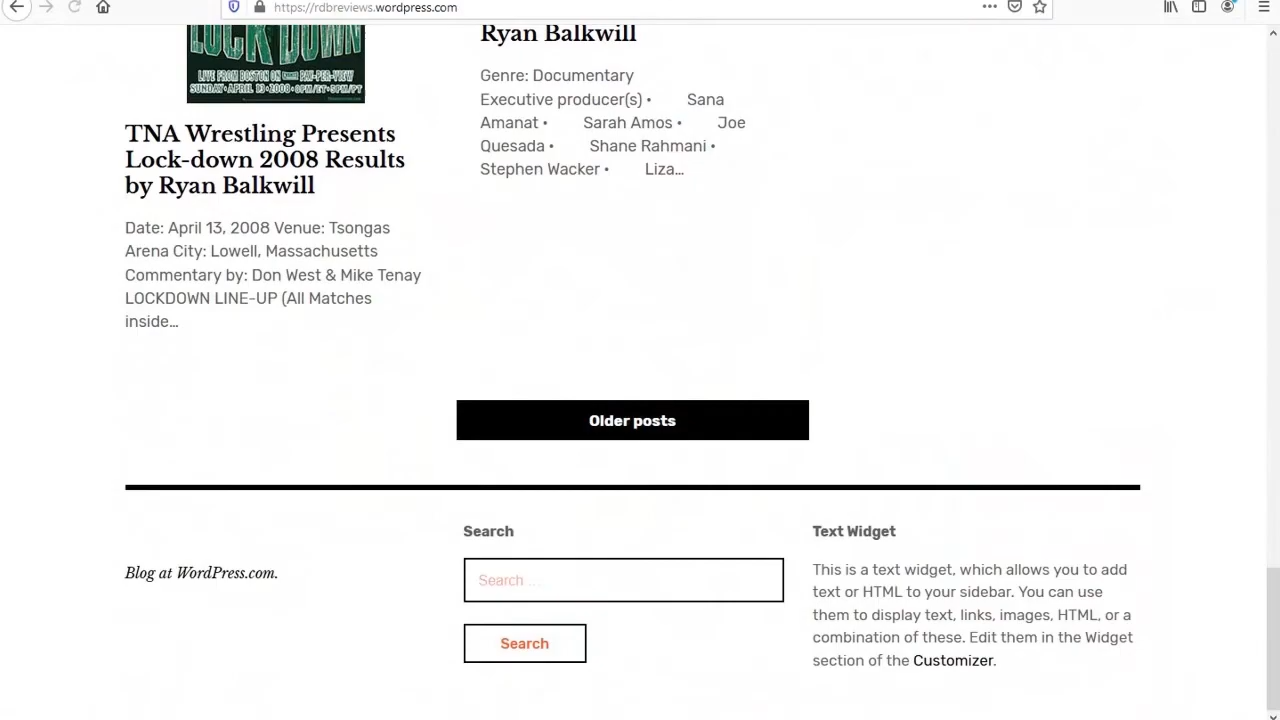 https://rdbreviews.wordpress.com
LOCKDOWN
LIVE FROM BOSTON ON PAY-PER-VIEW
SUNDAY•APRIL 13•2008•8PM/ET•5PM/PT
TNA Wrestling Presents
Lock-down 2008 Results
by Ryan Balkwill
Date: April 13, 2008 Venue: Tsongas
Arena City: Lowell, Massachusetts
Commentary by: Don West & Mike Tenay
LOCKDOWN LINE-UP (All Matches
inside…
Ryan Balkwill
Genre: Documentary
Executive producer(s) • Sana
Amanat • Sarah Amos • Joe
Quesada • Shane Rahmani •
Stephen Wacker • Liza…
Older posts
Blog at WordPress.com.
Search
Search …
Search
Text Widget
This is a text widget, which allows you to add
text or HTML to your sidebar. You can use
them to display text, links, images, HTML, or a
combination of these. Edit them in the Widget
section of the Customizer.